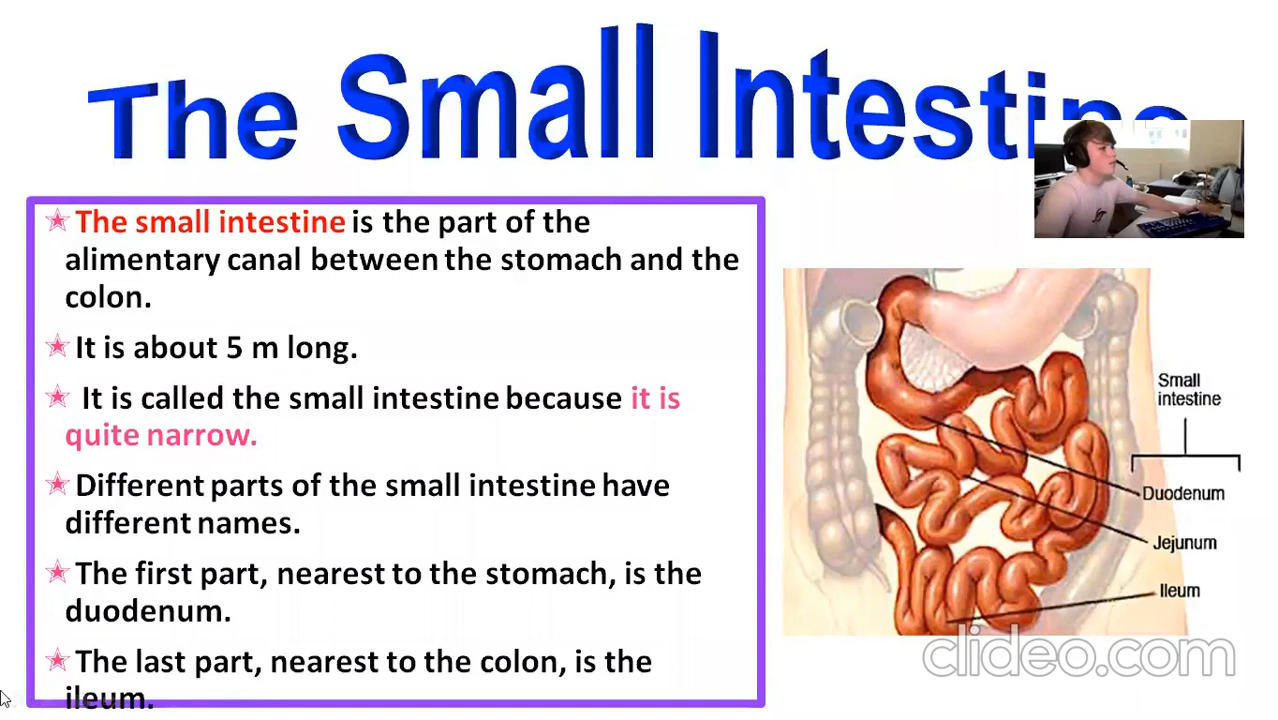 The Small Intestine
The small intestine is the part of the
alimentary canal between the stomach and the
colon.
It is about 5 m long.
It is called the small intestine because it is
quite narrow.
Different parts of the small intestine have
different names.
The first part, nearest to the stomach, is the
duodenum.
The last part, nearest to the colon, is the
ileum.
Small
intestine
Duodenum
Jejunum
Ileum
clideo.com